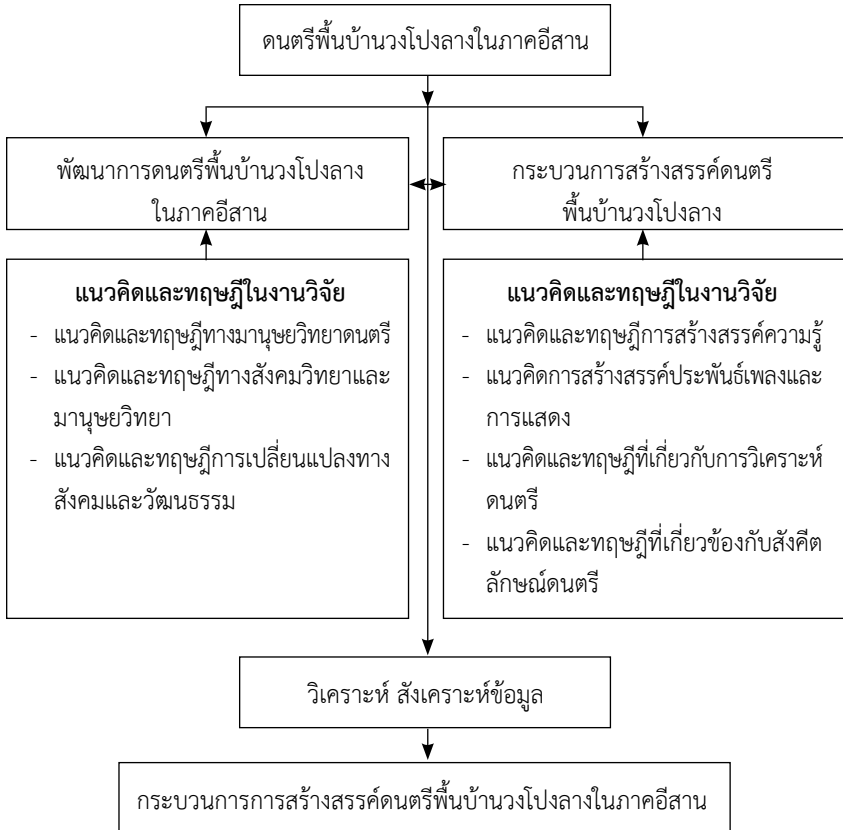 ดนตรีพื้นบ้านวงโปงลางในภาคอีสาน
พัฒนาการดนตรีพื้นบ้านวงโปงลาง
ในภาคอีสาน
กระบวนการสร้างสรรค์ดนตรี
พื้นบ้านวงโปงลาง
แนวคิดและทฤษฎีในงานวิจัย
- แนวคิดและทฤษฎีทางมานุษยวิทยาดนตรี
- แนวคิดและทฤษฎีทางสังคมวิทยาและ
มานุษยวิทยา
- แนวคิดและทฤษฎีการเปลี่ยนแปลงทาง
สังคมและวัฒนธรรม
แนวคิดและทฤษฎีในงานวิจัย
- แนวคิดและทฤษฎีการสร้างสรรค์ความรู้
- แนวคิดการสร้างสรรค์ประพันธ์เพลงและ
การแสดง
- แนวคิดและทฤษฎีที่เกี่ยวกับการวิเคราะห์
ดนตรี
- แนวคิดและทฤษฎีที่เกี่ยวข้องกับสังคีต
ลักษณ์ดนตรี
วิเคราะห์ สังเคราะห์ข้อมูล
กระบวนการการสร้างสรรค์ดนตรีพื้นบ้านวงโปงลางในภาคอีสาน